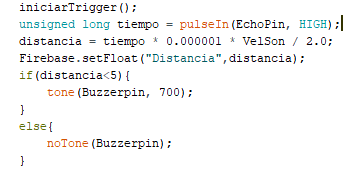 iniciarTrigger();
unsigned long tiempo = pulseIn(EchoPin, HIGH);
distancia = tiempo * 0.000001 * VelSon / 2.0;
Firebase.setFloat("Distancia",distancia);
if(distancia<5){
tone(Buzzerpin, 700);
}
else{
noTone(Buzzerpin);
}